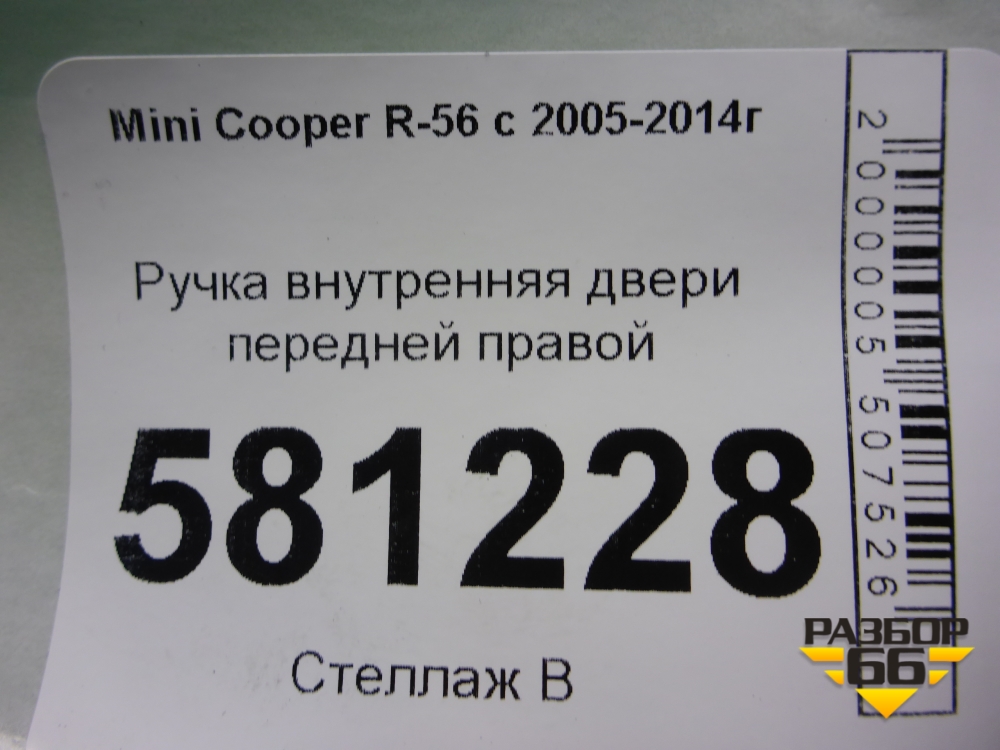 Mini Cooper R-56 с 2005-2014г
Ручка внутренняя двери
передней правой
581228
Стеллаж В
2000005507526
РАЗБОР
66